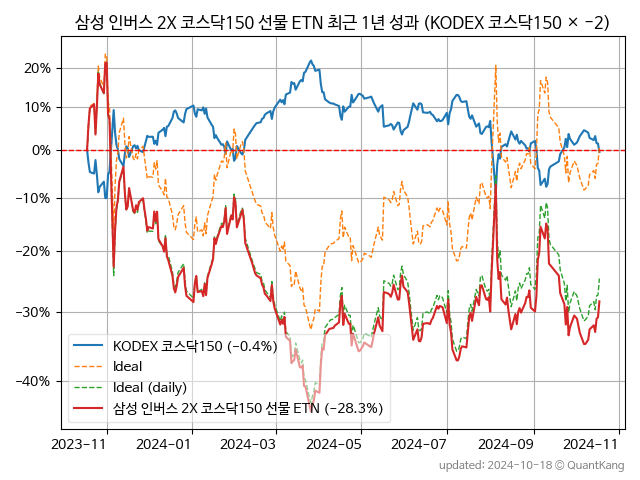 삼성 인버스 2X 코스닥150 선물 ETN 최근 1년 성과 (KODEX 코스닥150 × −2)
20%
10%
0%
−10%
−20%
−30%
−40%
KODEX 코스닥150 (−0.4%)
Ideal
Ideal (daily)
삼성 인버스 2X 코스닥150 선물 ETN (−28.3%)
2023−11 2024−01 2024−03 2024−05 2024−07 2024−09 2024−11
updated: 2024-10-18 © QuantKang